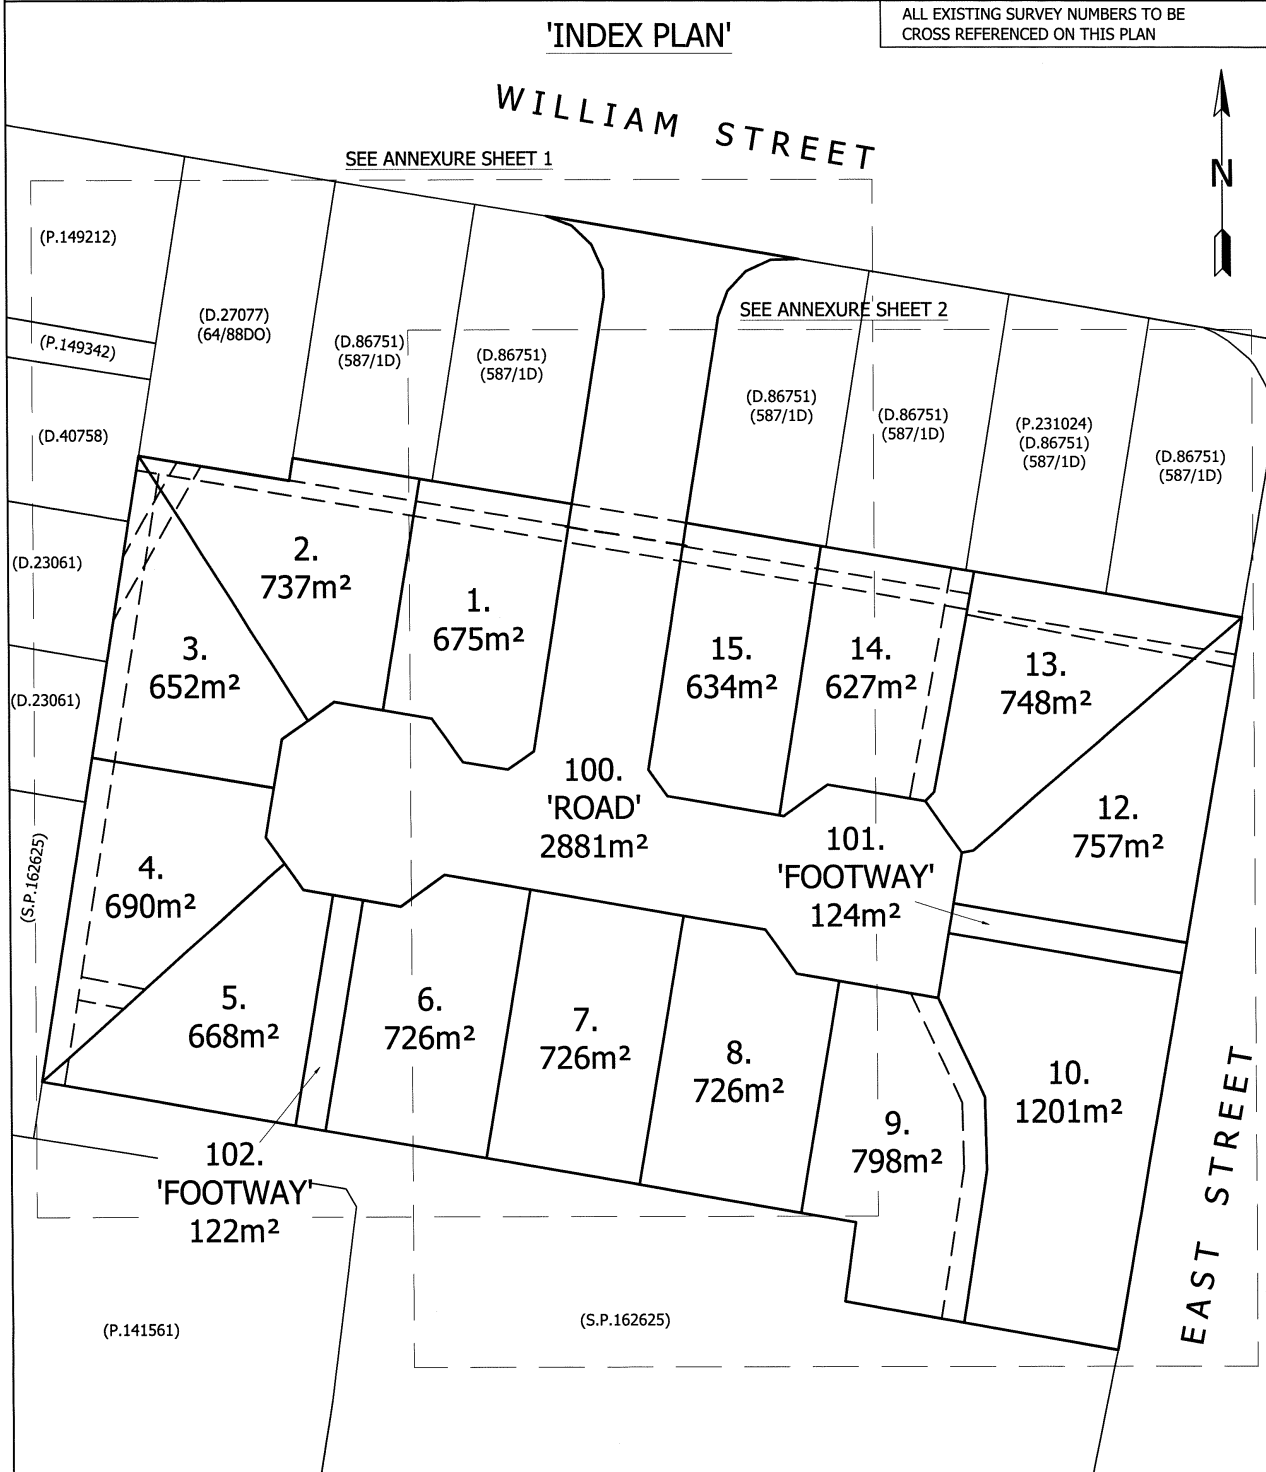 'INDEX PLAN'
ALL EXISTING SURVEY NUMBERS TO BE
CROSS REFERENCED ON THIS PLAN
WILLIAM STREET
SEE ANNEXURE SHEET 1
N
(P.149212)
(D.27077)
(64/88DO)
(P.149342)
(D.86751)
(587/1D)
(D.86751)
(587/1D)
SEE ANNEXURE SHEET 2
(D.86751)
(587/1D)
(D.86751)
(587/1D)
(P.231024)
(D.86751)
(587/1D)
(D.86751)
(587/1D)
(D.40758)
(D.23061)
(D.23061)
(S.P.162625)
2.
737m²
1.
675m²
3.
652m²
15.
634m²
14.
627m²
13.
748m²
100.
'ROAD'
2881m²
12.
757m²
101.
'FOOTWAY'
124m²
4.
690m²
5.
668m²
6.
726m²
7.
726m²
8.
726m²
9.
798m²
10.
1201m²
102.
'FOOTWAY'
122m²
EAST STREET
(P.141561)
(S.P.162625)